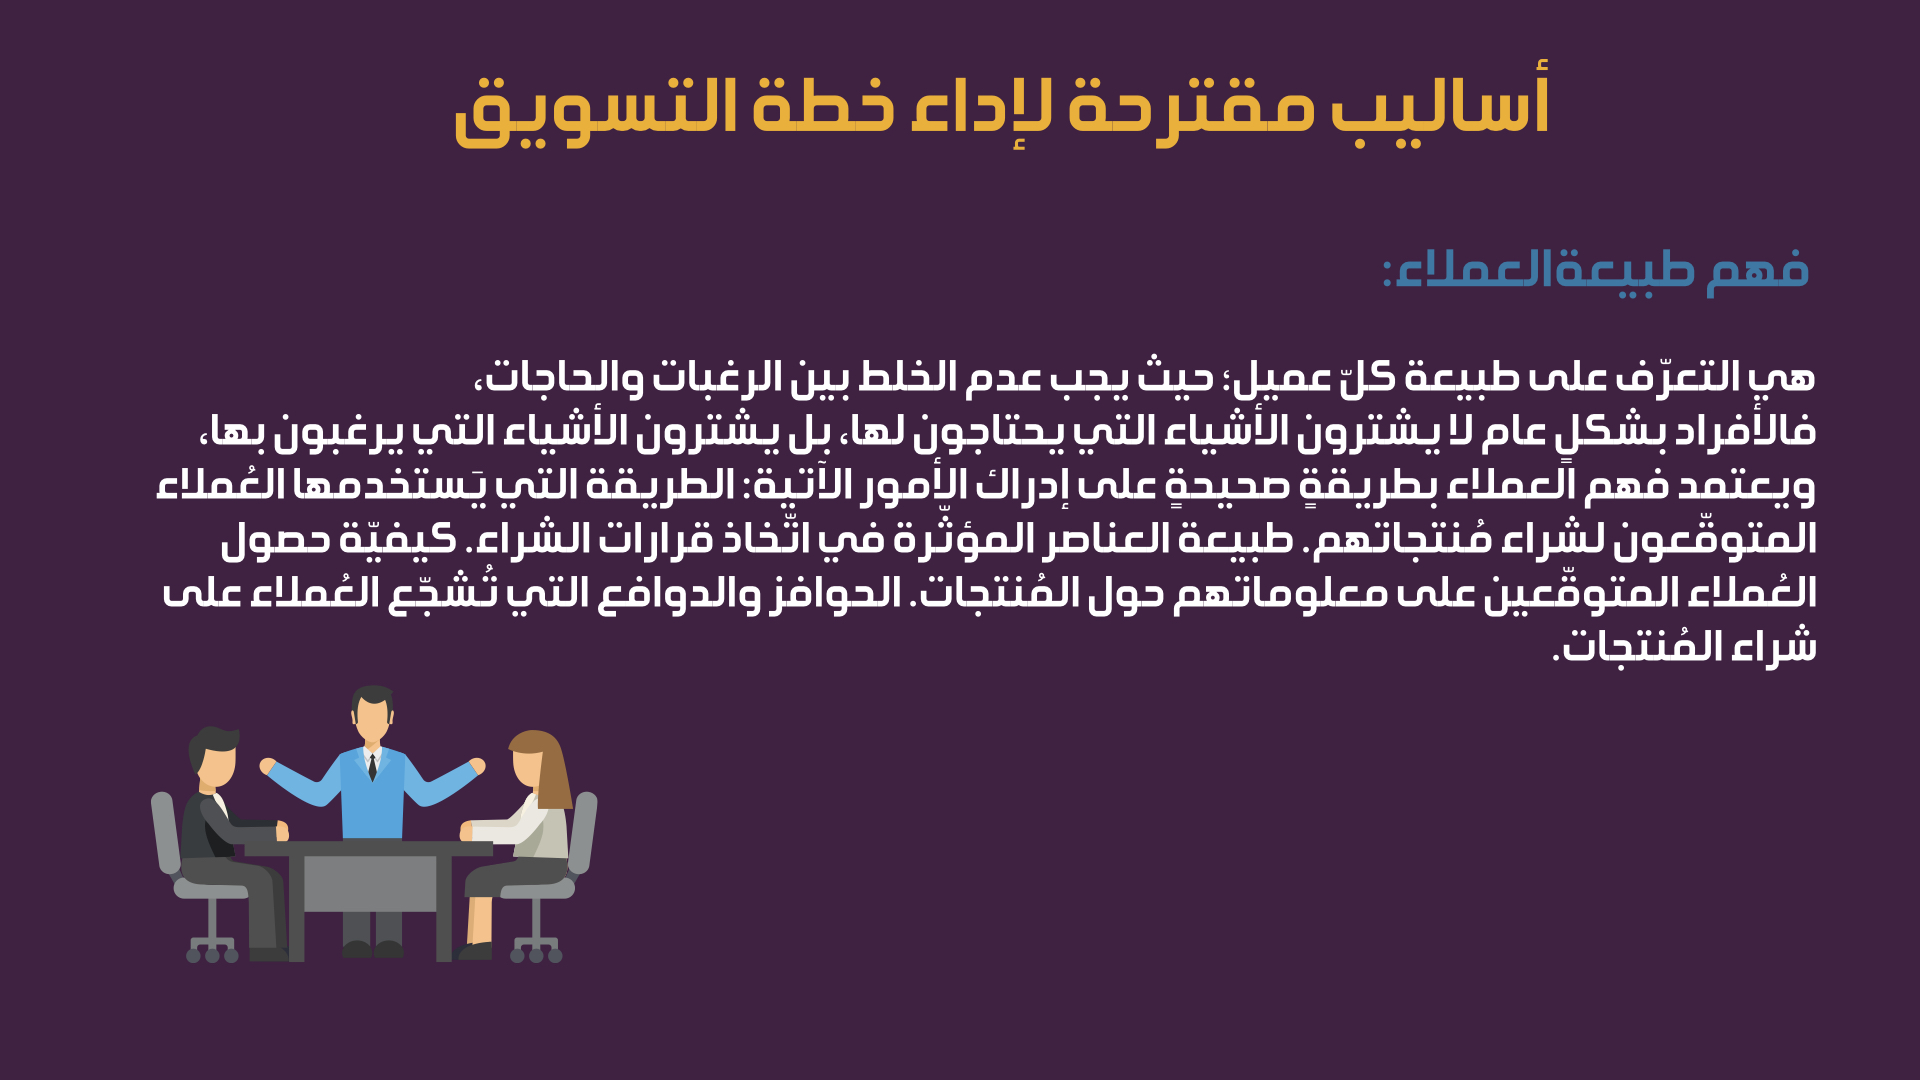 أساليب مقترحة لإداء خطة التسويق
فهم طبيعةالعملاء:
هي التعرّف على طبيعة كلّ عميل؛ حيث يجب عدم الخلط بين الرغبات والحاجات،
فالأفراد بشكلٍ عام لا يشترون الأشياء التي يحتاجون لها، بل يشترون الأشياء التي يرغبون بها،
ويعتمد فهم العملاء بطريقةٍ صحيحةٍ على إدراك الأمور الآتية: الطريقة التي يَستخدمها العُملاء
المتوقّعون لشراء مُنتجاتهم. طبيعة العناصر المؤثّرة في اتّخاذ قرارات الشراء. كيفيّة حصول
العُملاء المتوقّعين على معلوماتهم حول المُنتجات. الحوافز والدوافع التي تُشجّع العُملاء على
شراء المُنتجات.